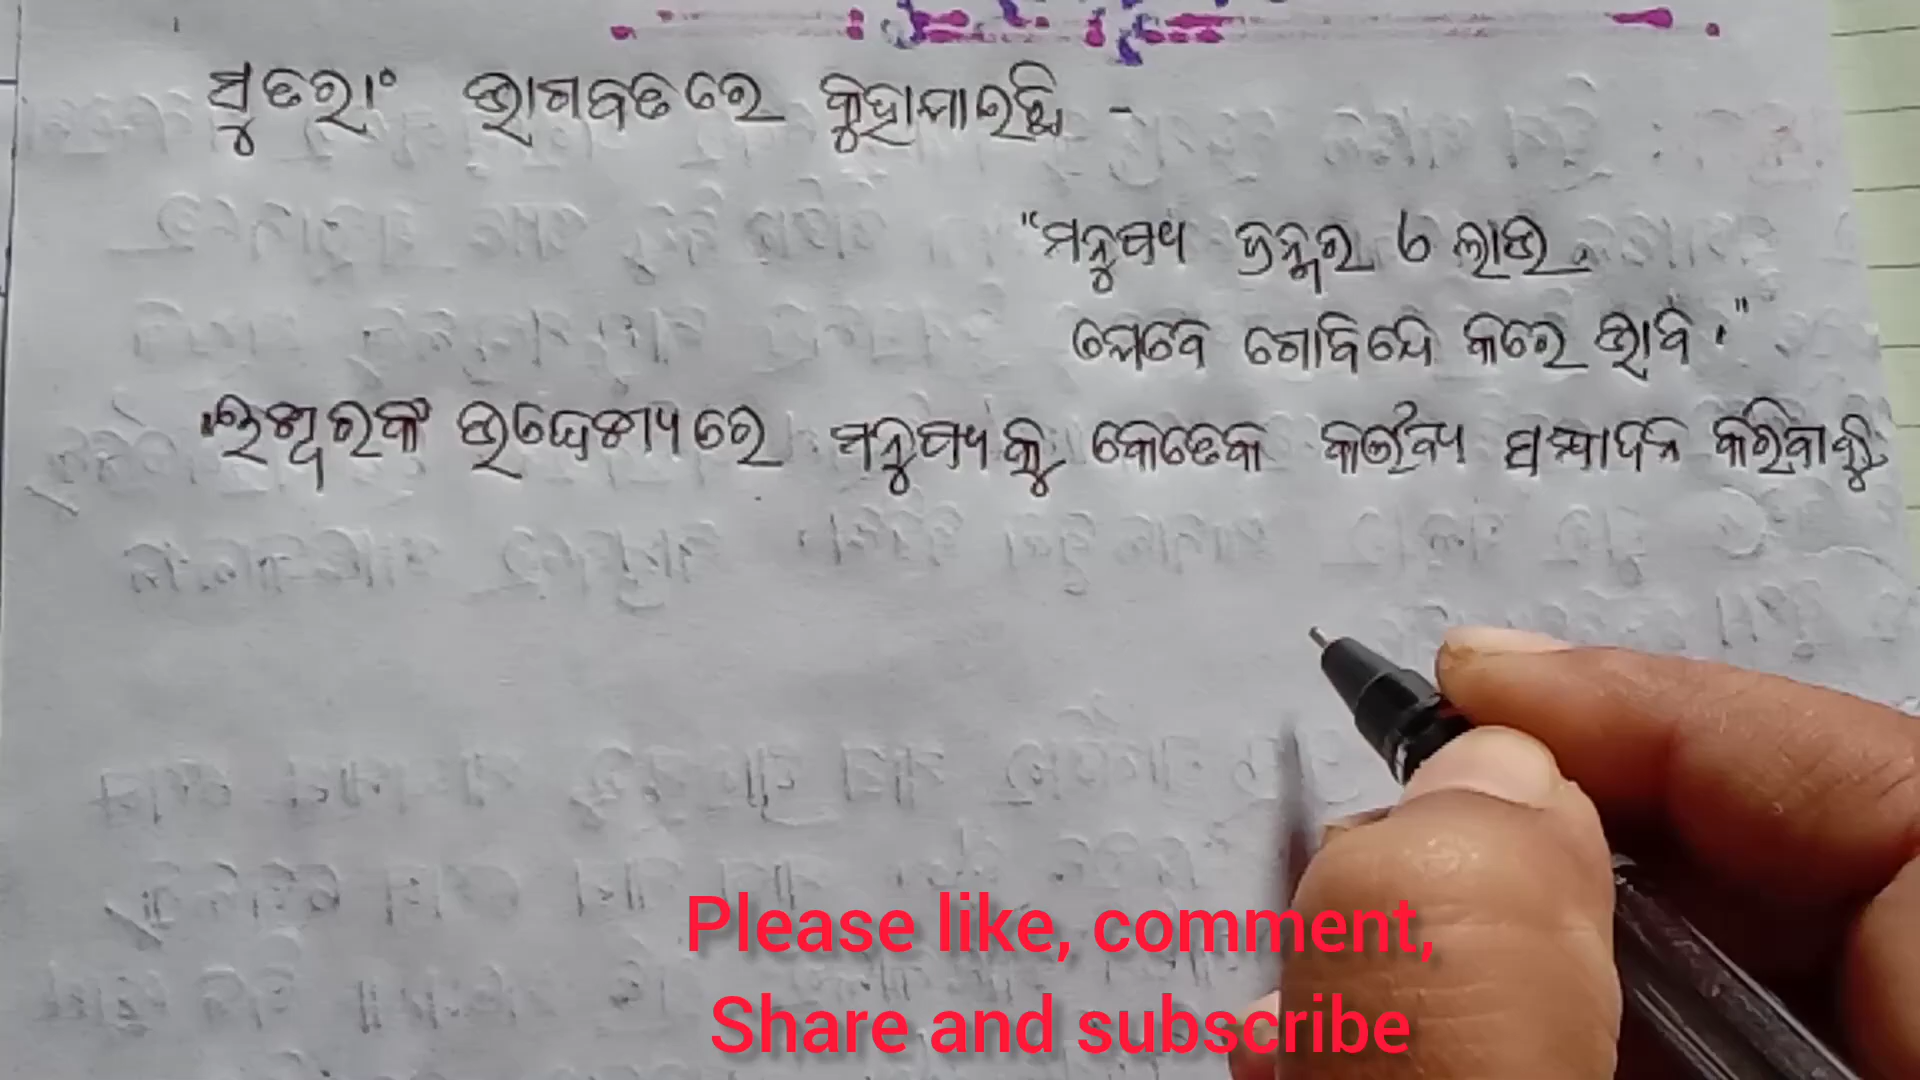 ସୁତରାଂ ଭାଗବତରେ କୁହାଯାଇଛି -
"ମନୁଷ୍ୟ ଜନ୍ମର ଏ ଲାଭ
ଯେବେ ଗୋବିନ୍ଦେ କରେ ଭାବ ।"
ଈଶ୍ୱରଙ୍କ ଉଦ୍ଦେଶ୍ୟରେ ମନୁଷ୍ୟକୁ କେତେକ କର୍ତ୍ତବ୍ୟ ସମ୍ପାଦନ କରିବାକୁ
Please like, comment,
Share and subscribe